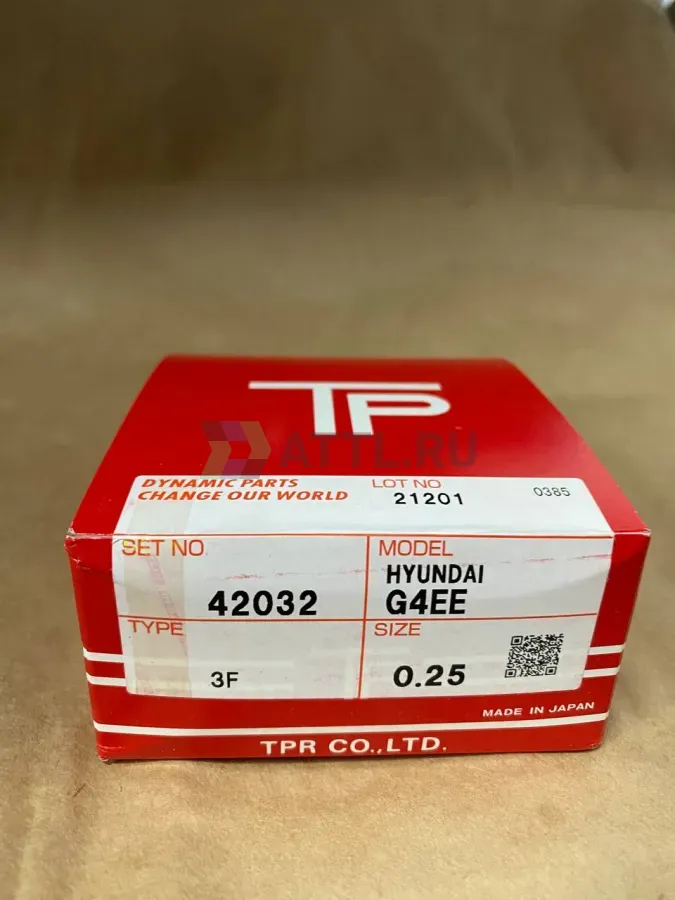 TP
ATTL.RU
DYNAMIC PARTS
CHANGE OUR WORLD
LOT NO
21201
0385
SET NO
42032
MODEL
HYUNDAI
G4EE
TYPE
3F
SIZE
0.25
MADE IN JAPAN
TPR CO.,LTD.